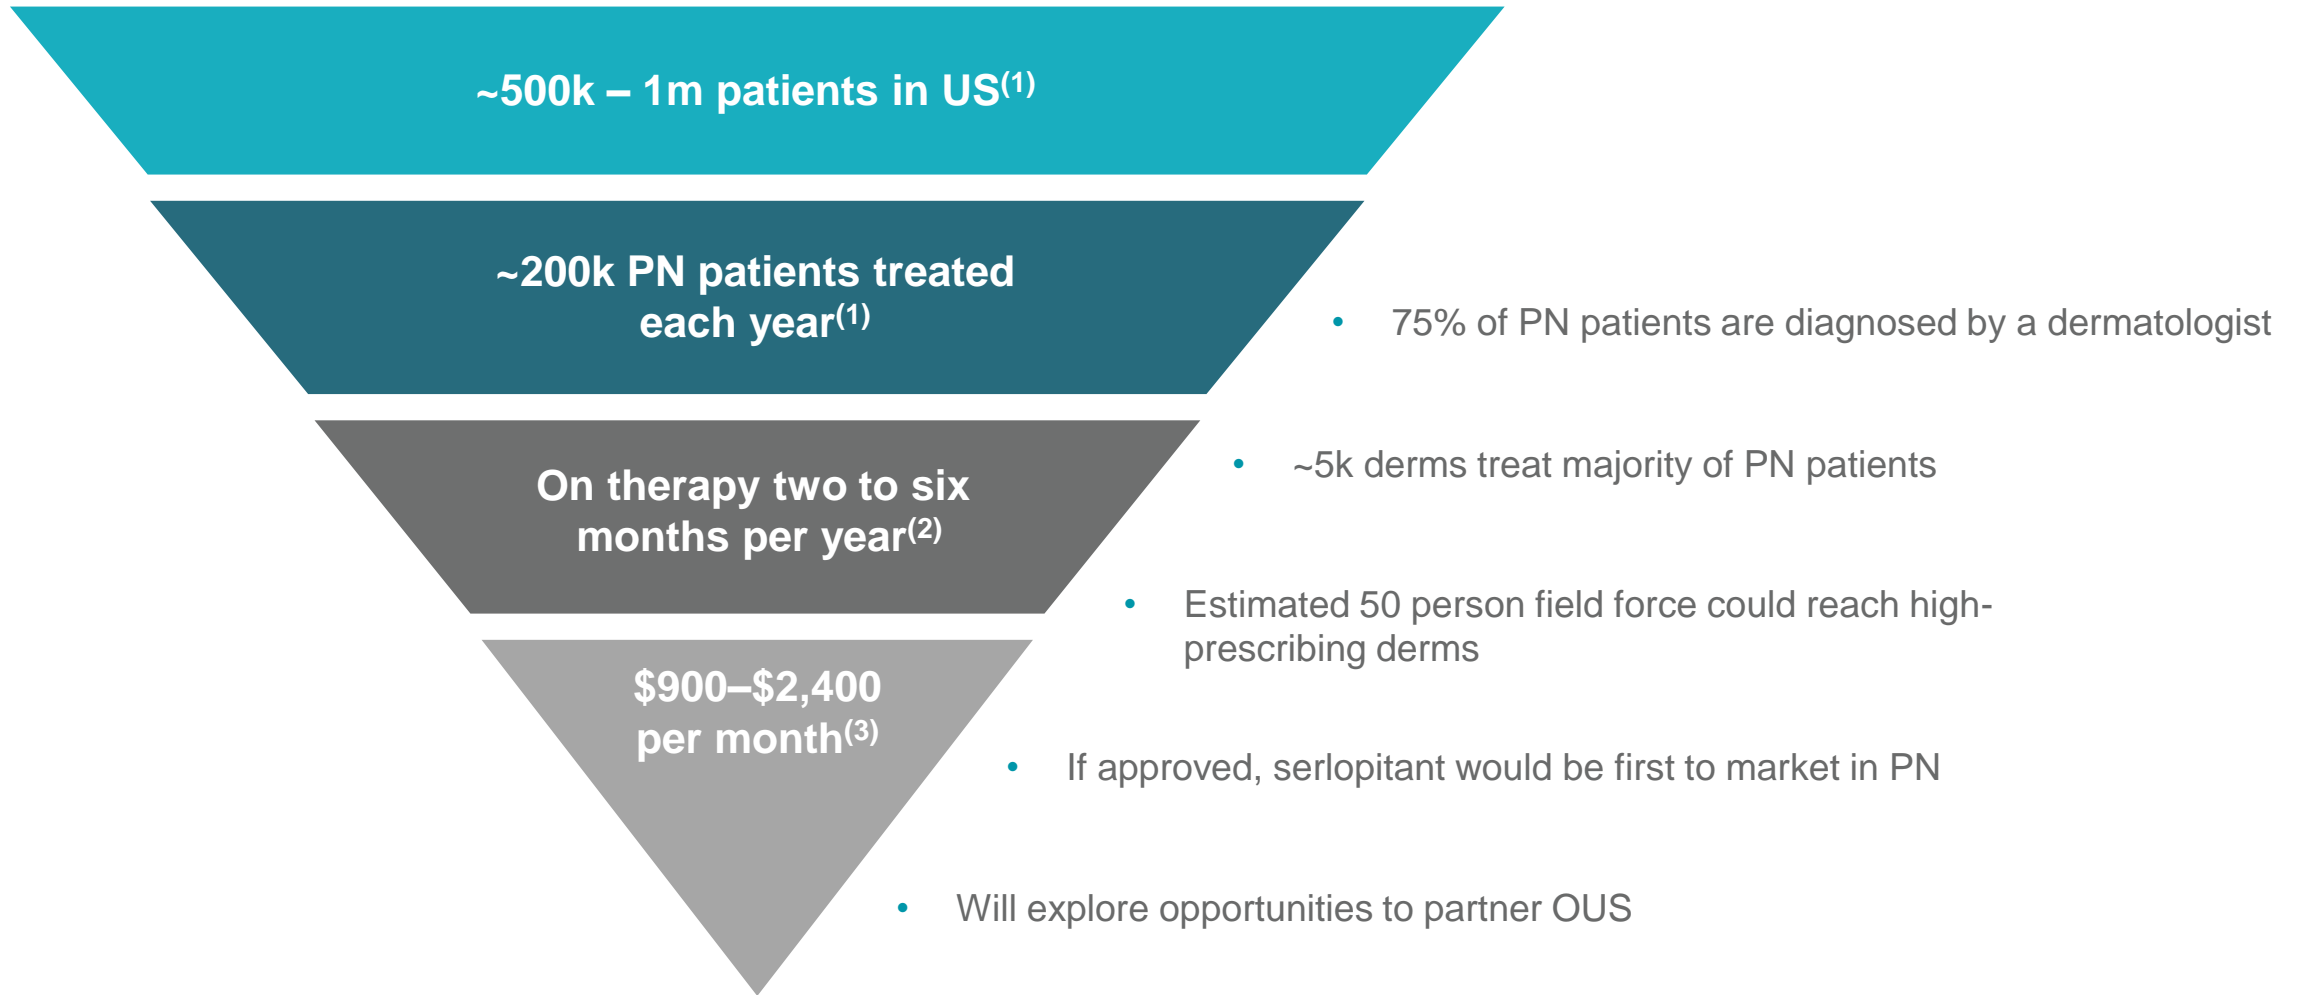 ~500k – 1m patients in US(1)
~200k PN patients treated
each year(1)
On therapy two to six
months per year(2)
$900–$2,400
per month(3)
• 75% of PN patients are diagnosed by a dermatologist
• ~5k derms treat majority of PN patients
• Estimated 50 person field force could reach high-
prescribing derms
• If approved, serlopitant would be first to market in PN
• Will explore opportunities to partner OUS